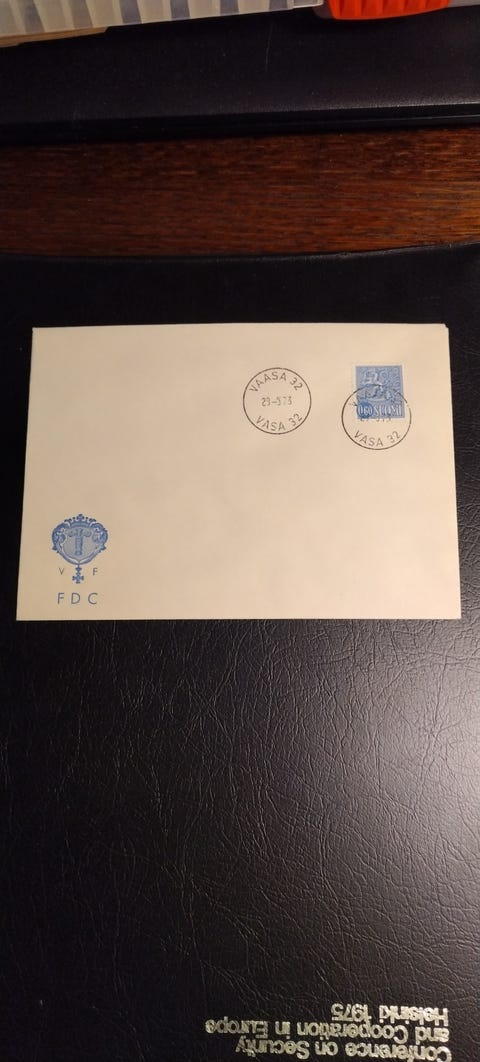 VAASA 32
29-5 73
VASA 32
0,60 SUOMI
VASA 32
V F
FDC
Conference on Security
and Cooperation in Europe
Helsinki 1975